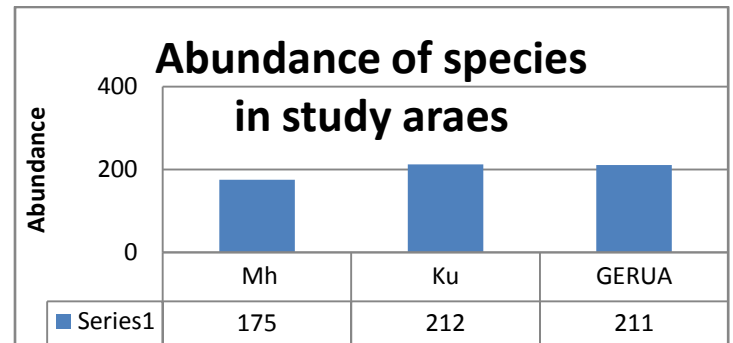 Abundance of species
in study araes
Abundance
400
200
0
Mh Ku GERUA
Series1 175 212 211